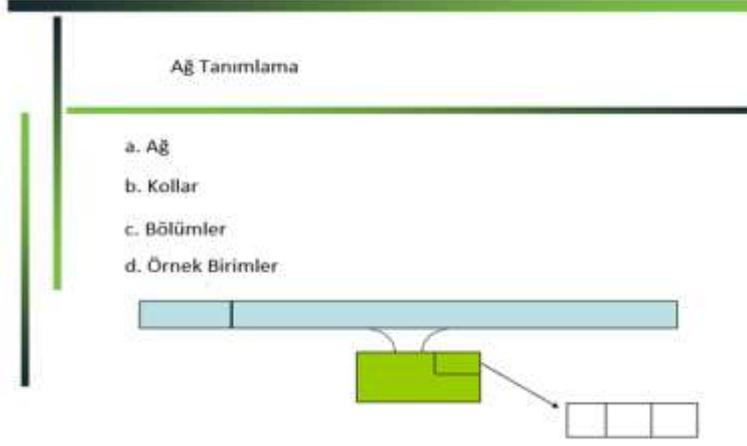 Ağ Tanımlama
a. Ağ
b. Kollar
c. Bölümler
d. Örnek Birimler